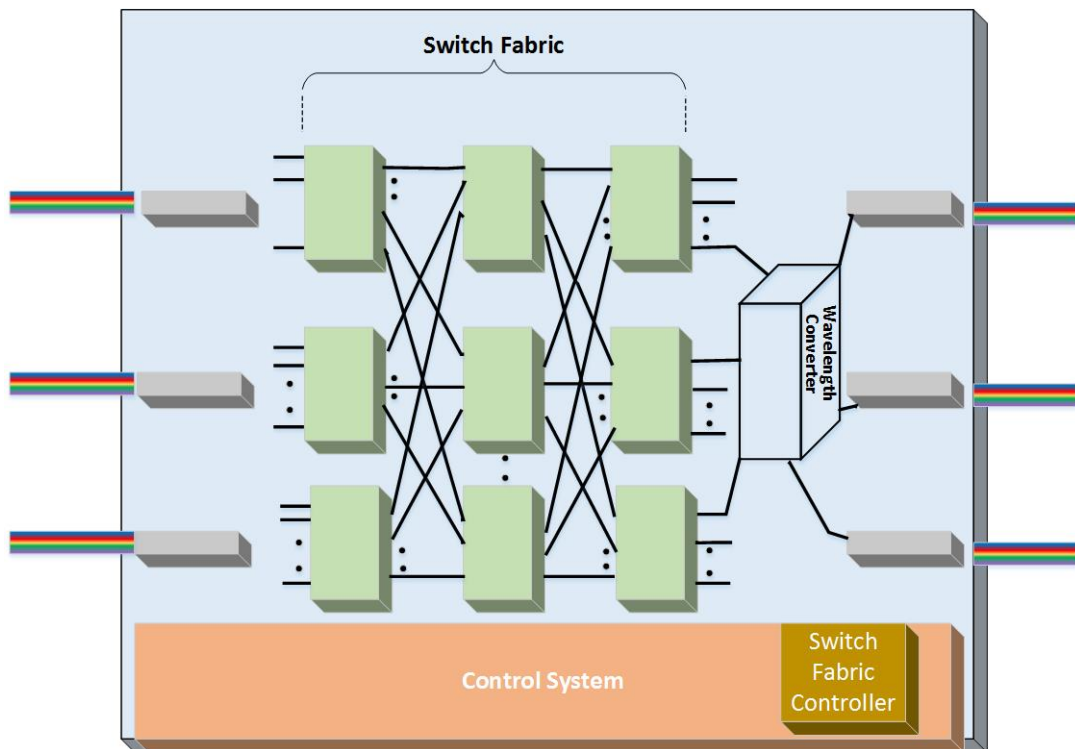 Switch Fabric
Wavelength
Converter
Control System
Switch
Fabric
Controller